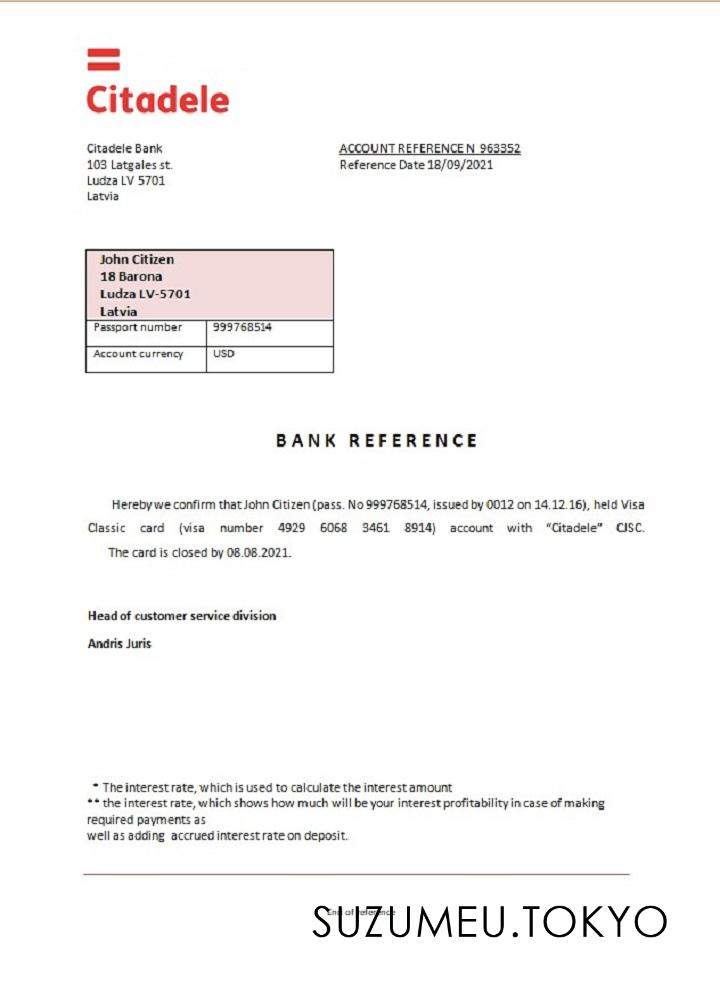 Citadele
Citadele Bank
103 Latgales st.
Ludza LV 5701
Latvia
ACCOUNT REFERENCE N 963352
Reference Date 18/09/2021
John Citizen
18 Barona
Ludza LV-5701
Latvia
Passport number 999768514
Account currency USD
BANK REFERENCE
Hereby we confirm that John Citizen (pass. No 999768514, issued by 0012 on 14.12.16), held Visa
Classic card (visa number 4929 6068 3461 8914) account with “Citadele” CJSC.
The card is closed by 08.08.2021.
Head of customer service division
Andris Juris
* The interest rate, which is used to calculate the interest amount
** the interest rate, which shows how much will be your interest profitability in case of making
required payments as
well as adding accrued interest rate on deposit.
End of reference
SUZUMEU.TOKYO